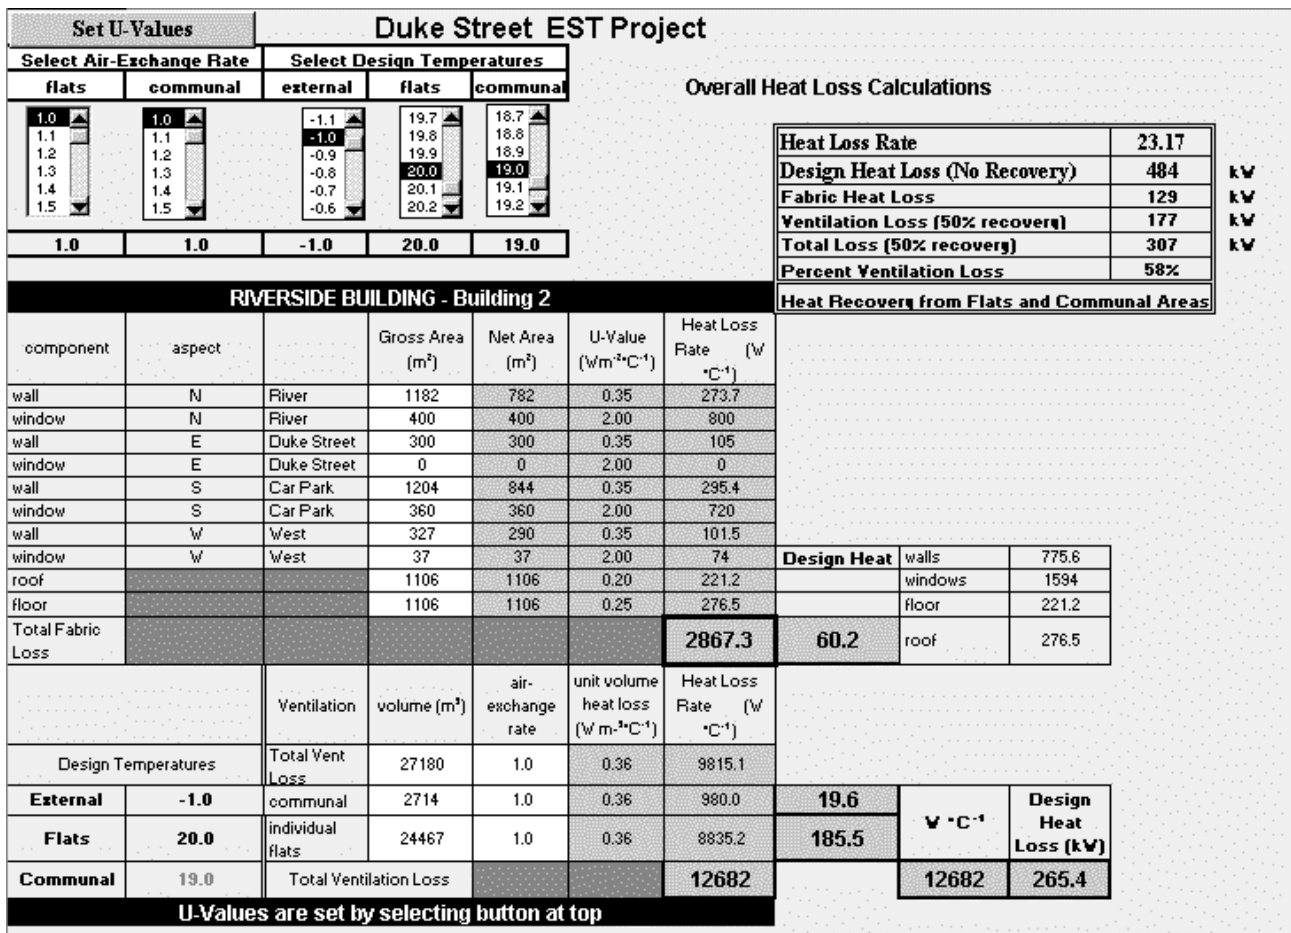 Set U-Values
Duke Street EST Project
Select Air-Exchange Rate Select Design Temperatures
flats communal external flats communal
Overall Heat Loss Calculations
1.0 1.0 -1.1 19.7 18.7
1.1 1.1 -1.0 19.8 18.8
1.2 1.2 -0.9 19.9 18.9
1.3 1.3 -0.8 20.0 19.0
1.4 1.4 -0.7 20.1 19.1
1.5 1.5 -0.6 20.2 19.2
1.0 1.0 -1.0 20.0 19.0
Heat Loss Rate 23.17
Design Heat Loss (No Recovery) 484 kW
Fabric Heat Loss 129 kW
Ventilation Loss (50% recovery) 177 kW
Total Loss (50% recovery) 307 kW
Percent Ventilation Loss 58%
Heat Recovery from Flats and Communal Areas
RIVERSIDE BUILDING - Building 2
component aspect Gross Area (m²) Net Area (m²) U-Value (Wm⁻²°C⁻¹) Heat Loss Rate (W °C⁻¹)
wall N River 1182 782 0.35 273.7
window N River 400 400 2.00 800
wall E Duke Street 300 300 0.35 105
window E Duke Street 0 0 2.00 0
wall S Car Park 1204 844 0.35 295.4
window S Car Park 360 360 2.00 720
wall W West 327 290 0.35 101.5
window W West 37 37 2.00 74 Design Heat walls 775.6
roof 1106 1106 0.20 221.2 windows 1594
floor 1106 1106 0.25 276.5 floor 221.2
Total Fabric Loss 2867.3 60.2 roof 276.5
Ventilation volume (m³) air-exchange rate unit volume heat loss (W m-³°C⁻¹) Heat Loss Rate (W °C⁻¹)
Design Temperatures Total Vent Loss 27180 1.0 0.36 9815.1
External -1.0 communal 2714 1.0 0.36 980.0 19.6
W °C⁻¹ Design Heat Loss (kW)
Flats 20.0 individual flats 24467 1.0 0.36 8835.2 185.5
Communal 19.0 Total Ventilation Loss 12682 12682 265.4
U-Values are set by selecting button at top